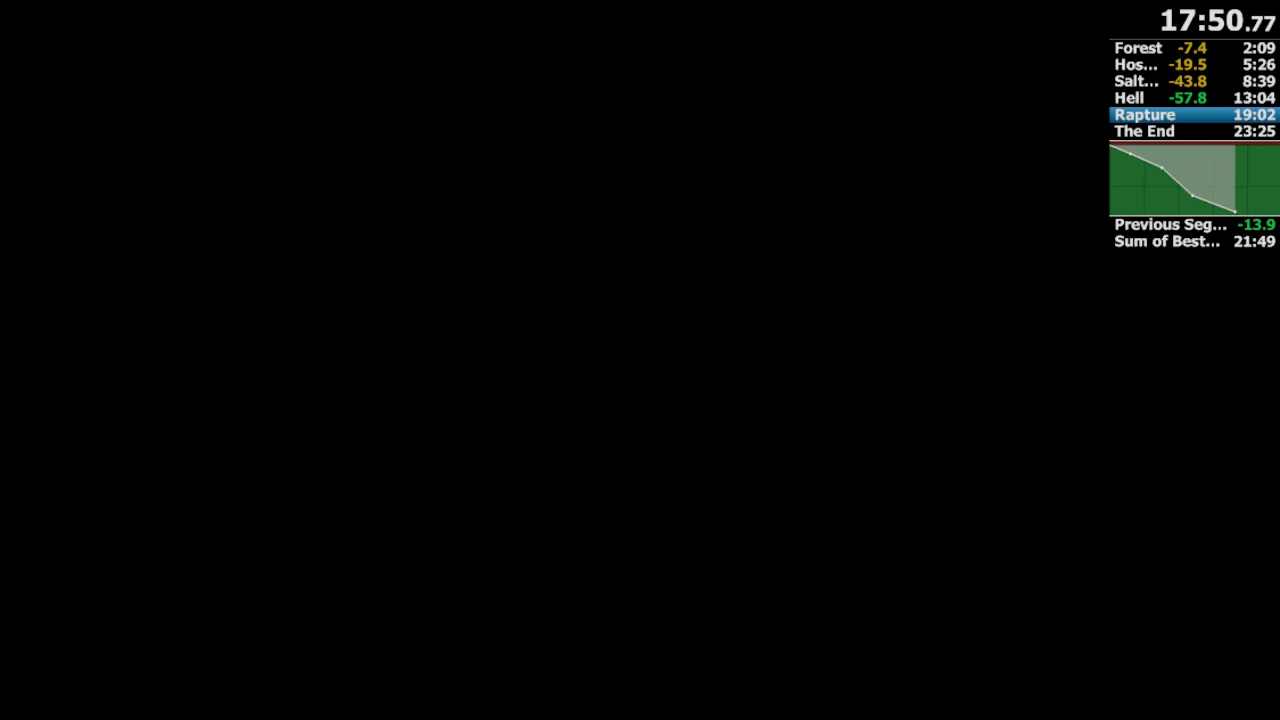 17:50.77
Forest -7.4 2:09
Hos... -19.5 5:26
Salt... -43.8 8:39
Hell -57.8 13:04
Rapture 19:02
The End 23:25
Previous Seg... -13.9
Sum of Best... 21:49